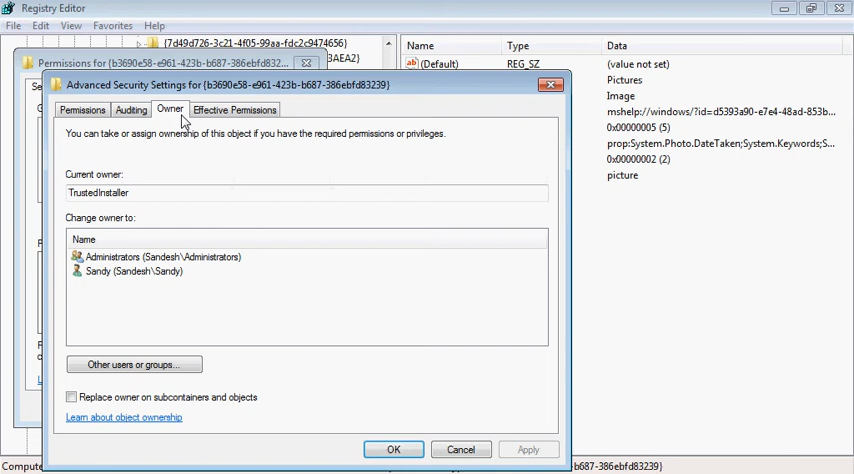 Registry Editor
File Edit View Favorites Help
{7d49d726-3c21-4f05-99aa-fdc2c9474656}
3AEA2}
Name Type Data
(Default) REG_SZ (value not set)
Pictures
Image
mshelp://windows/?id=d5393a90-e7e4-48ad-853b...
0x00000005 (5)
prop:System.Photo.DateTaken;System.Keywords;S...
0x00000002 (2)
picture
Permissions for {b3690e58-e961-423b-b687-386ebfd832...
Advanced Security Settings for {b3690e58-e961-423b-b687-386ebfd83239}
Permissions Auditing Owner Effective Permissions
You can take or assign ownership of this object if you have the required permissions or privileges.
Current owner:
TrustedInstaller
Change owner to:
Name
Administrators (Sandesh\Administrators)
Sandy (Sandesh\Sandy)
Other users or groups...
Replace owner on subcontainers and objects
Learn about object ownership
OK Cancel Apply
Compute
b687-386ebfd83239}